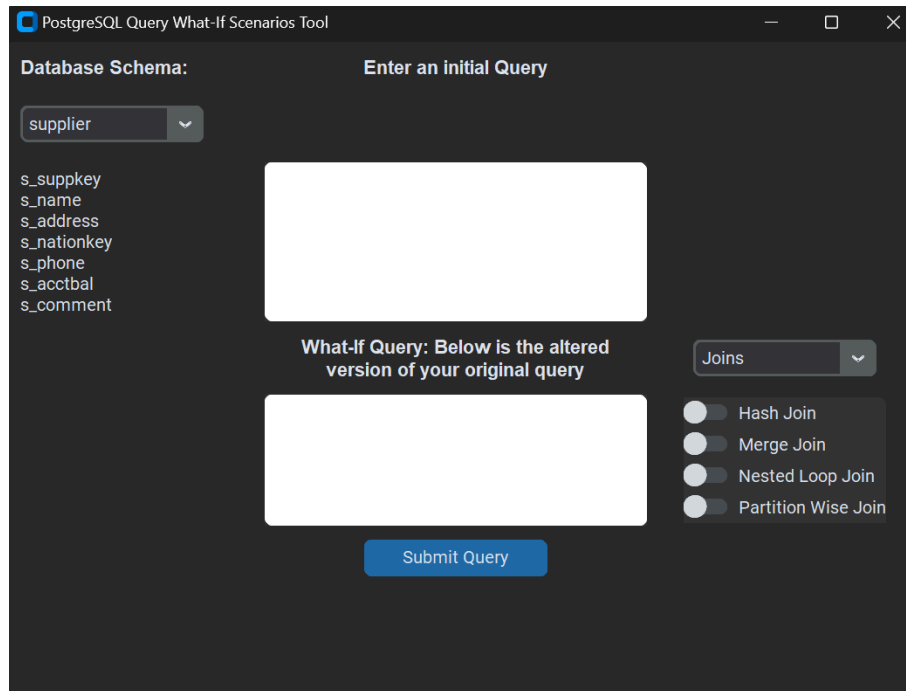 PostgreSQL Query What-If Scenarios Tool
Database Schema:
Enter an initial Query
supplier
s_suppkey
s_name
s_address
s_nationkey
s_phone
s_acctbal
s_comment
What-If Query: Below is the altered
version of your original query
Joins
Hash Join
Merge Join
Nested Loop Join
Partition Wise Join
Submit Query